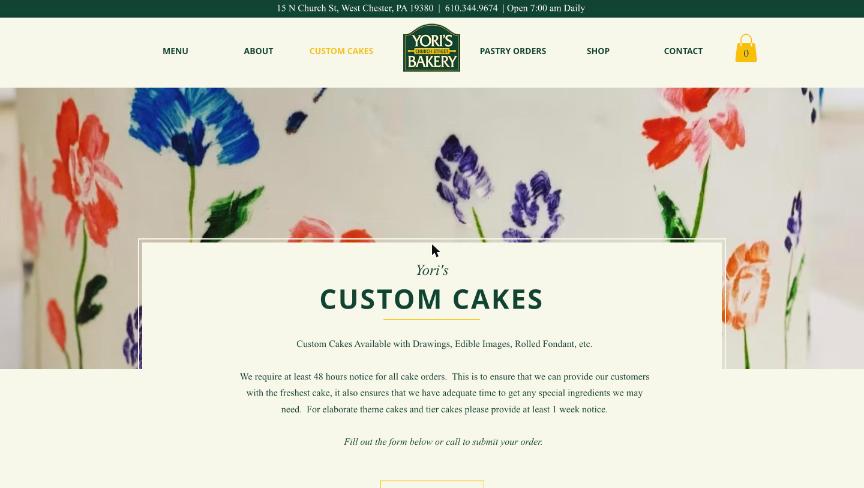 15 N Church St, West Chester, PA 19380 | 610.344.9674 | Open 7:00 am Daily
MENU
ABOUT
CUSTOM CAKES
YORI'S
CHURCH STREET
BAKERY
PASTRY ORDERS
SHOP
CONTACT
0
Yori's
CUSTOM CAKES
Custom Cakes Available with Drawings, Edible Images, Rolled Fondant, etc.
We require at least 48 hours notice for all cake orders. This is to ensure that we can provide our customers
with the freshest cake, it also ensures that we have adequate time to get any special ingredients we may
need. For elaborate theme cakes and tier cakes please provide at least 1 week notice.
Fill out the form below or call to submit your order.